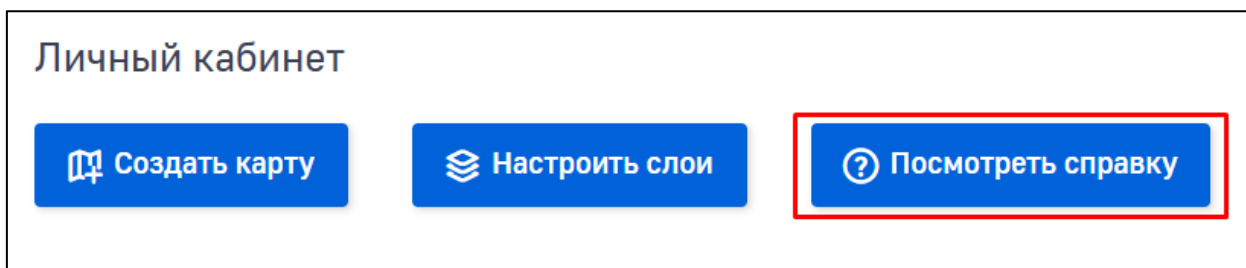 Личный кабинет
Создать карту Настроить слои Посмотреть справку